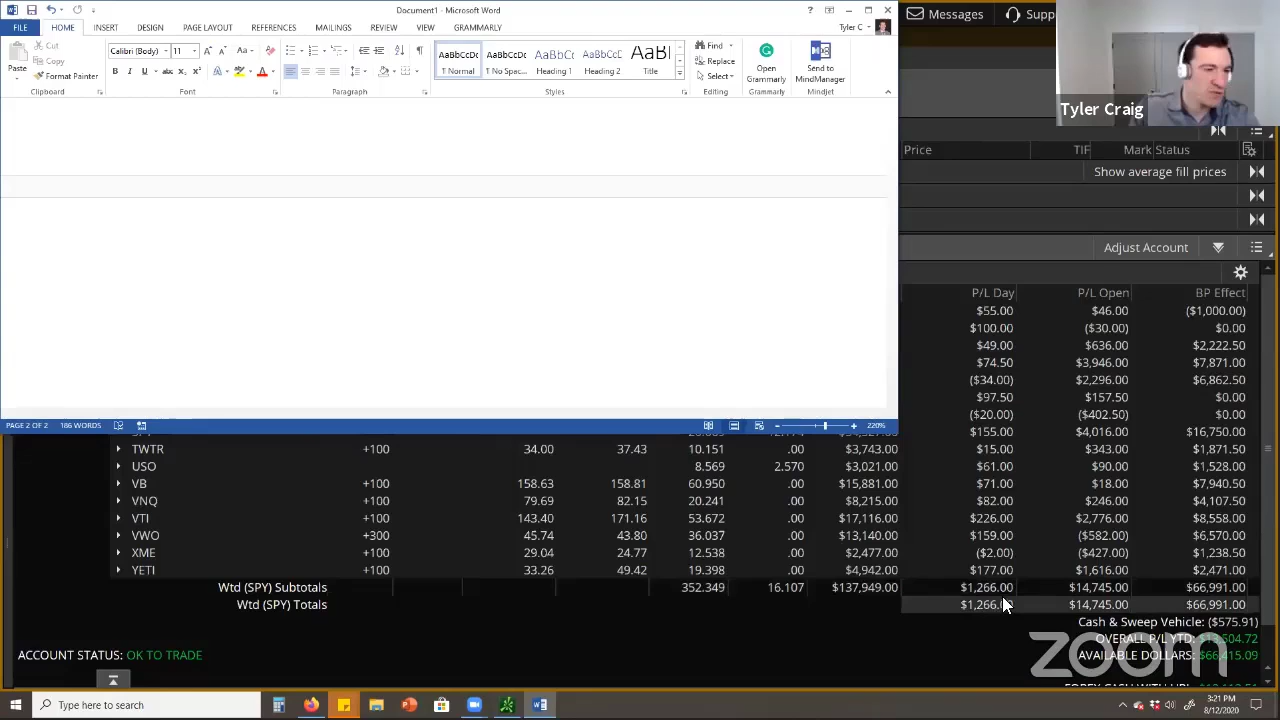 Document1 - Microsoft Word
Messages
Supp
FILE HOME INSERT DESIGN PAGE LAYOUT REFERENCES MAILINGS REVIEW VIEW GRAMMARLY
Tyler C
Paste
Cut
Copy
Format Painter
Calibri (Body) 11
AaBbCcDc AaBbCcDc AaBbCc AaBbCcC AaBl
¶ Normal ¶ No Spac... Heading 1 Heading 2 Title
Find
Replace
Select
Open Grammarly
Send to MindManager
Clipboard Font Paragraph Styles Editing Grammarly Mindjet
Tyler Craig
Price TIF Mark Status
Show average fill prices
Adjust Account
P/L Day P/L Open BP Effect
$55.00 $46.00 ($1,000.00)
$100.00 ($30.00) $0.00
$49.00 $636.00 $2,222.50
$74.50 $3,946.00 $7,871.00
($34.00) $2,296.00 $6,862.50
$97.50 $157.50 $0.00
($20.00) ($402.50) $0.00
$155.00 $4,016.00 $16,750.00
PAGE 2 OF 2 186 WORDS 220%
TWTR +100 34.00 37.43 10.151 .00 $3,743.00 $15.00 $343.00 $1,871.50
USO 8.569 2.570 $3,021.00 $61.00 $90.00 $1,528.00
VB +100 158.63 158.81 60.950 .00 $15,881.00 $71.00 $18.00 $7,940.50
VNQ +100 79.69 82.15 20.241 .00 $8,215.00 $82.00 $246.00 $4,107.50
VTI +100 143.40 171.16 53.672 .00 $17,116.00 $226.00 $2,776.00 $8,558.00
VWO +300 45.74 43.80 36.037 .00 $13,140.00 $159.00 ($582.00) $6,570.00
XME +100 29.04 24.77 12.538 .00 $2,477.00 ($2.00) ($427.00) $1,238.50
YETI +100 33.26 49.42 19.398 .00 $4,942.00 $177.00 $1,616.00 $2,471.00
Wtd (SPY) Subtotals 352.349 16.107 $137,949.00 $1,266.00 $14,745.00 $66,991.00
Wtd (SPY) Totals $14,745.00 $66,991.00
Cash & Sweep Vehicle: ($575.91)
OVERALL P/L YTD:
ACCOUNT STATUS: OK TO TRADE
AVAILABLE DOLLARS: $66,415.09
zoom
Type here to search
3:21 PM
8/12/2020